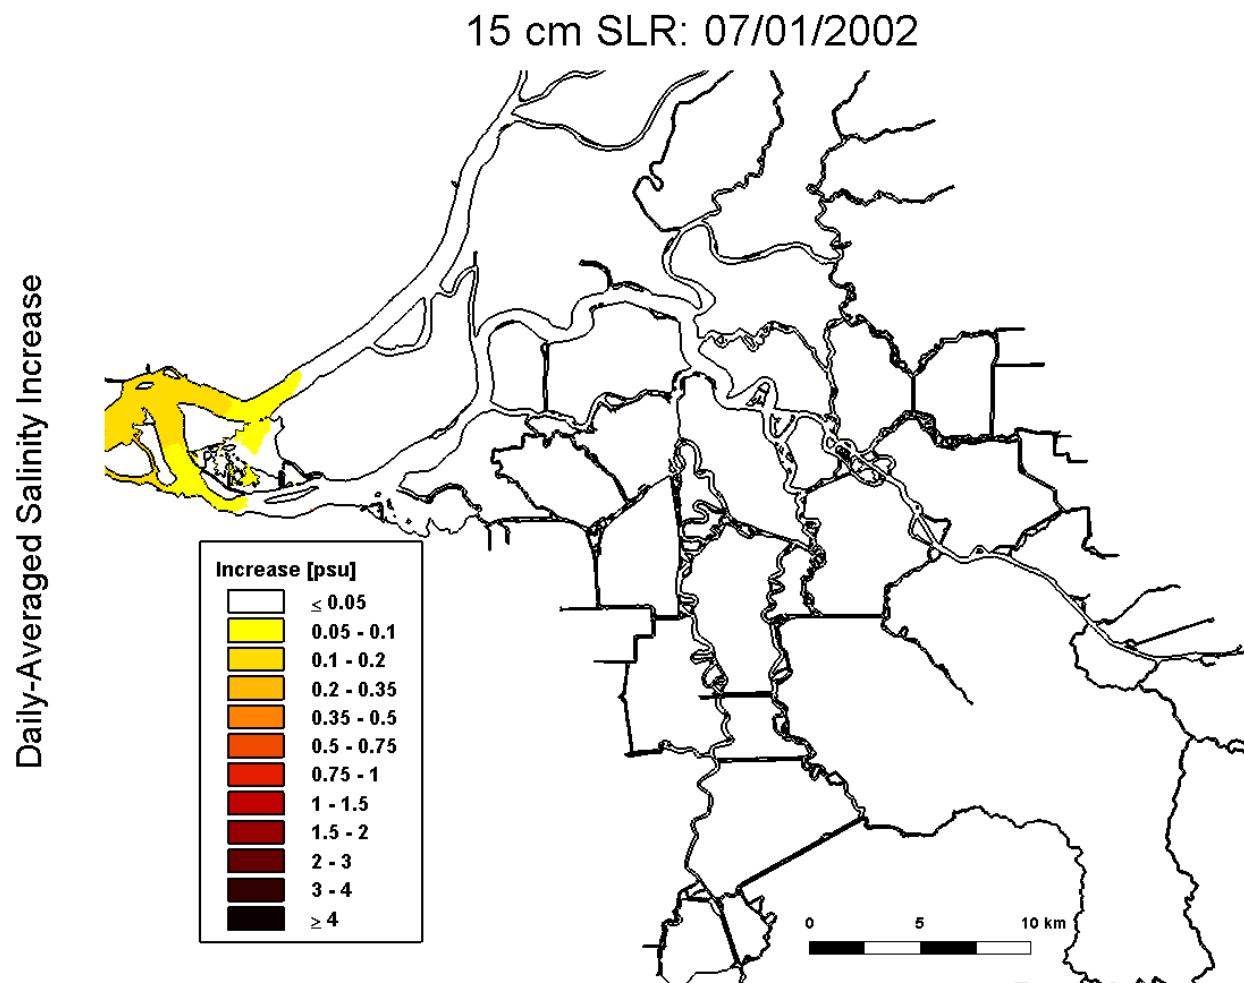 15 cm SLR: 07/01/2002
Daily-Averaged Salinity Increase
Increase [psu]
≤ 0.05
0.05 - 0.1
0.1 - 0.2
0.2 - 0.35
0.35 - 0.5
0.5 - 0.75
0.75 - 1
1 - 1.5
1.5 - 2
2 - 3
3 - 4
≥ 4
0 5 10 km